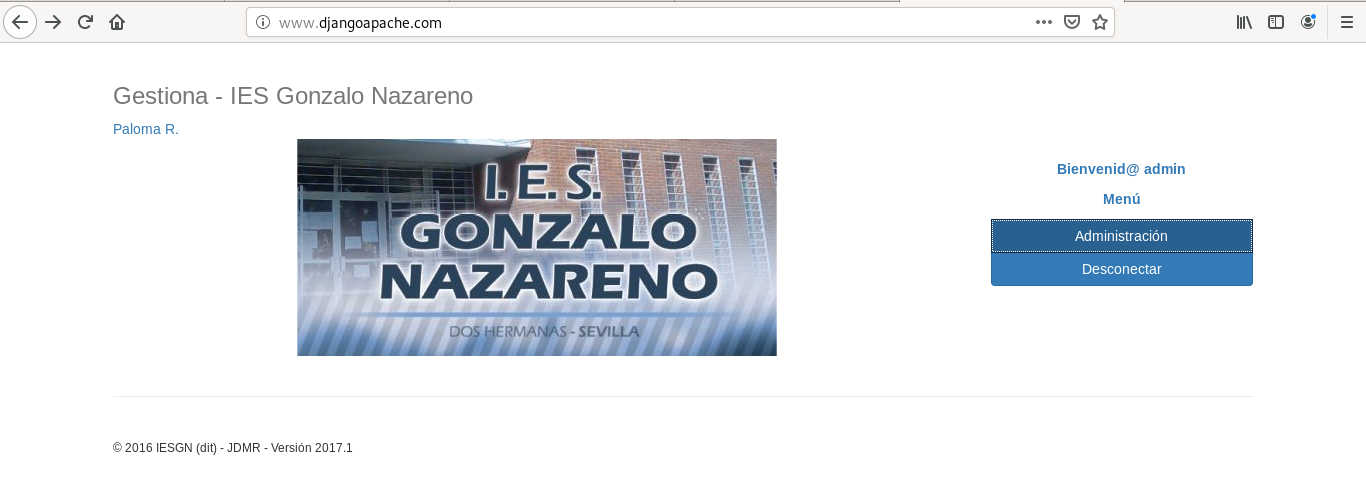 www.djangoapache.com
Gestiona - IES Gonzalo Nazareno
Paloma R.
I.E.S.
GONZALO
NAZARENO
DOS HERMANAS - SEVILLA
Bienvenid@ admin
Menú
Administración
Desconectar
© 2016 IESGN (dit) - JDMR - Versión 2017.1